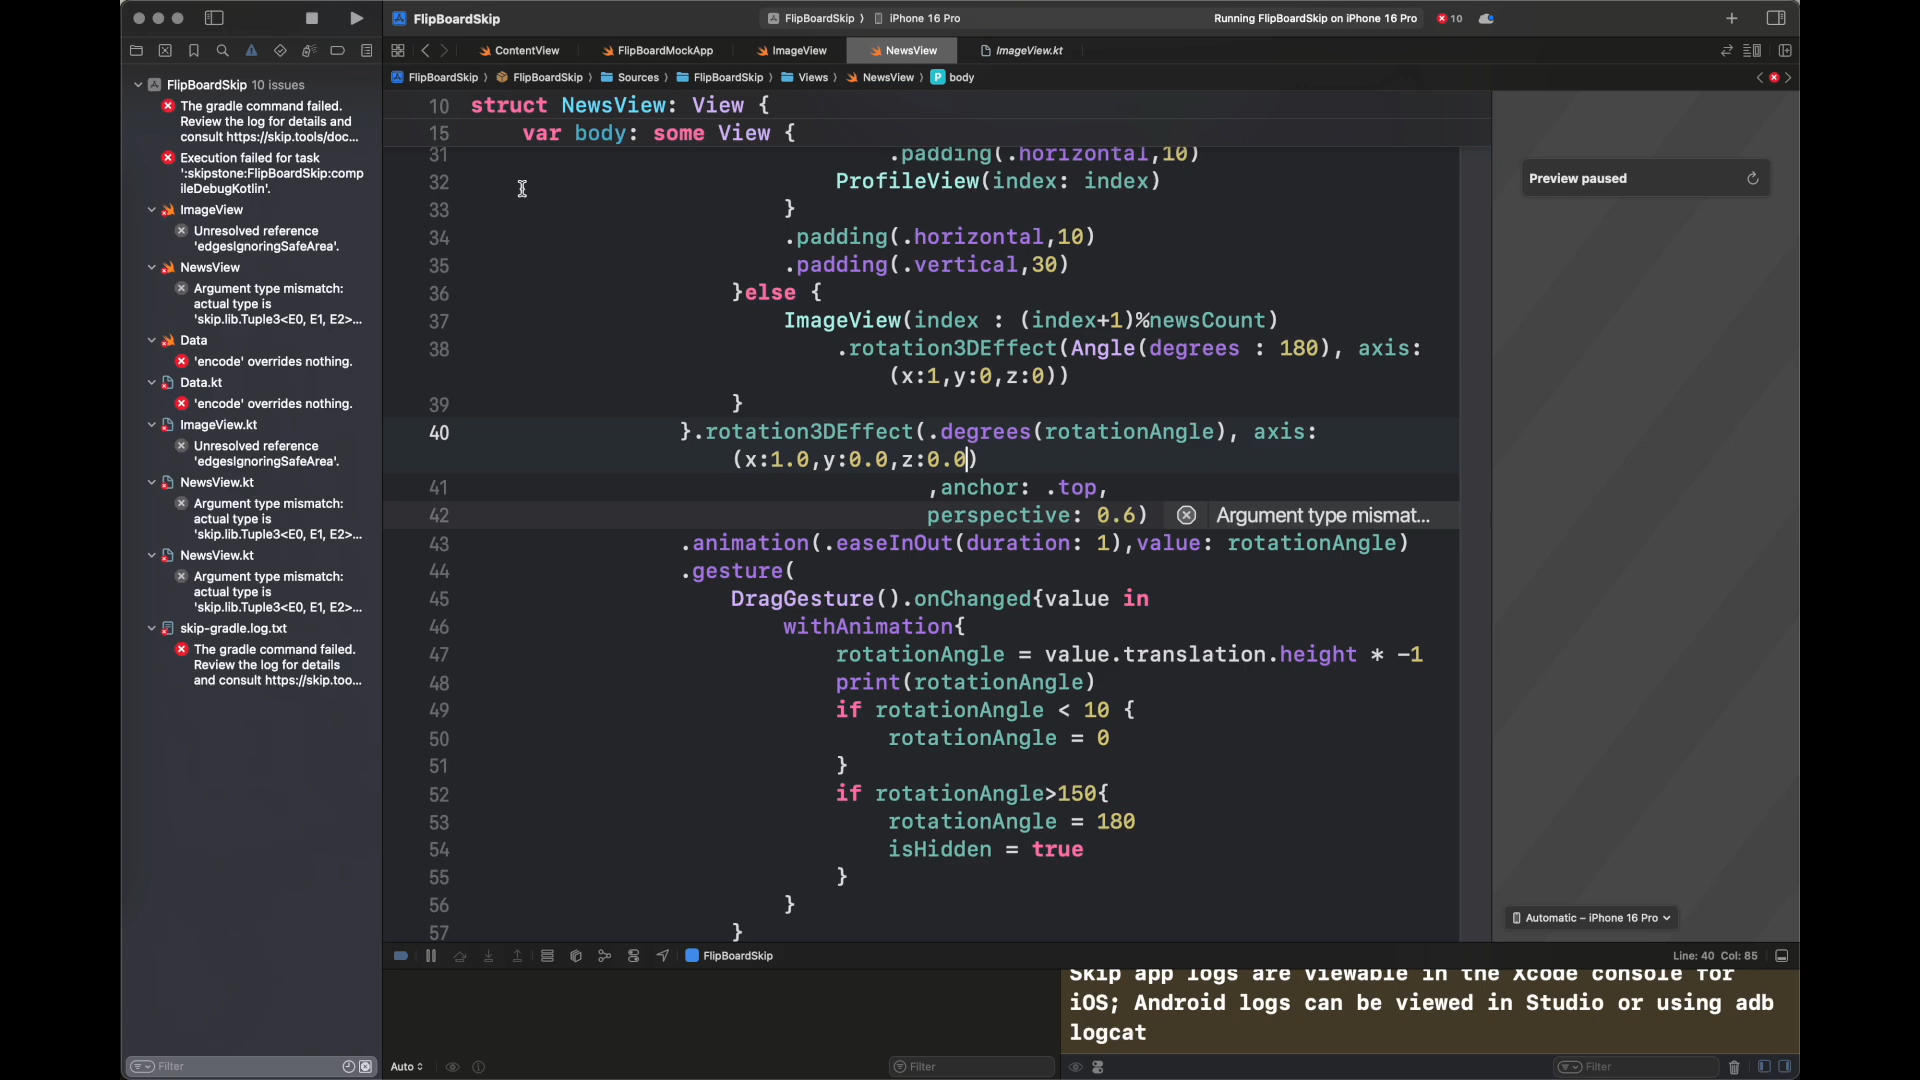 FlipBoardSkip
FlipBoardSkip
iPhone 16 Pro
Running FlipBoardSkip on iPhone 16 Pro
10
ContentView
FlipBoardMockApp
ImageView
NewsView
ImageView.kt
FlipBoardSkip
FlipBoardSkip
Sources
FlipBoardSkip
Views
NewsView
P body
FlipBoardSkip 10 issues
The gradle command failed.
Review the log for details and
consult https://skip.tools/doc...
Execution failed for task
':skipstone:FlipBoardSkip:comp
ileDebugKotlin'.
ImageView
Unresolved reference
'edgesIgnoringSafeArea'.
NewsView
Argument type mismatch:
actual type is
'skip.lib.Tuple3<E0, E1, E2>...
Data
'encode' overrides nothing.
Data.kt
'encode' overrides nothing.
ImageView.kt
Unresolved reference
'edgesIgnoringSafeArea'.
NewsView.kt
Argument type mismatch:
actual type is
'skip.lib.Tuple3<E0, E1, E2>...
NewsView.kt
Argument type mismatch:
actual type is
'skip.lib.Tuple3<E0, E1, E2>...
skip-gradle.log.txt
The gradle command failed.
Review the log for details
and consult https://skip.too...
Filter
10 struct NewsView: View {
15 var body: some View {
31 .padding(.horizontal,10)
32 ProfileView(index: index)
33 }
34 .padding(.horizontal,10)
35 .padding(.vertical,30)
36 }else {
37 ImageView(index : (index+1)%newsCount)
38 .rotation3DEffect(Angle(degrees : 180), axis:
(x:1,y:0,z:0))
39 }
40 }.rotation3DEffect(.degrees(rotationAngle), axis:
(x:1.0,y:0.0,z:0.0)
41 ,anchor: .top,
42 perspective: 0.6) Argument type mismat...
43 .animation(.easeInOut(duration: 1),value: rotationAngle)
44 .gesture(
45 DragGesture().onChanged{value in
46 withAnimation{
47 rotationAngle = value.translation.height * -1
48 print(rotationAngle)
49 if rotationAngle < 10 {
50 rotationAngle = 0
51 }
52 if rotationAngle>150{
53 rotationAngle = 180
54 isHidden = true
55 }
56 }
57 }
Preview paused
Automatic – iPhone 16 Pro
FlipBoardSkip
Line: 40 Col: 85
Skip app logs are viewable in the Xcode console for
iOS; Android logs can be viewed in Studio or using adb
logcat
Auto
Filter
Filter